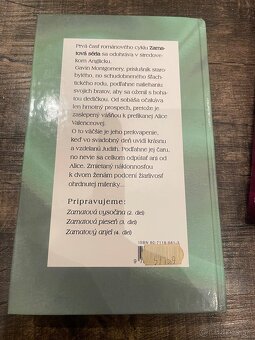 Prvá časť románového cyklu Zama-
tová séria sa odohráva v stredove-
kom Anglicku.
Gavin Montgomery, príslušník staro-
bylého, no schudobneného šľach-
tického rodu, podľahne naliehaniu
svojich bratov, aby sa oženil s boha-
tou dedičkou. Od sobáša očakáva
len hmotný prospech, pretože je
zaslepený vášňou k prefíkanej Alice
Valenceovej.
O to väčšie je jeho prekvapenie,
keď vo svadobný deň uvidí krásnu
a vzdelanú Judith. Podľahne jej čaru,
no nevie sa celkom odpútať ani od
Alice. Zmietaný náklonnosťou
k dvom ženám podcení žiarlivosť
ohrdnutej milenky...
Pripravujeme:
Zamatová vysočina (2. diel)
Zamatová pieseň (3. diel)
Zamatový anjel (4. diel)